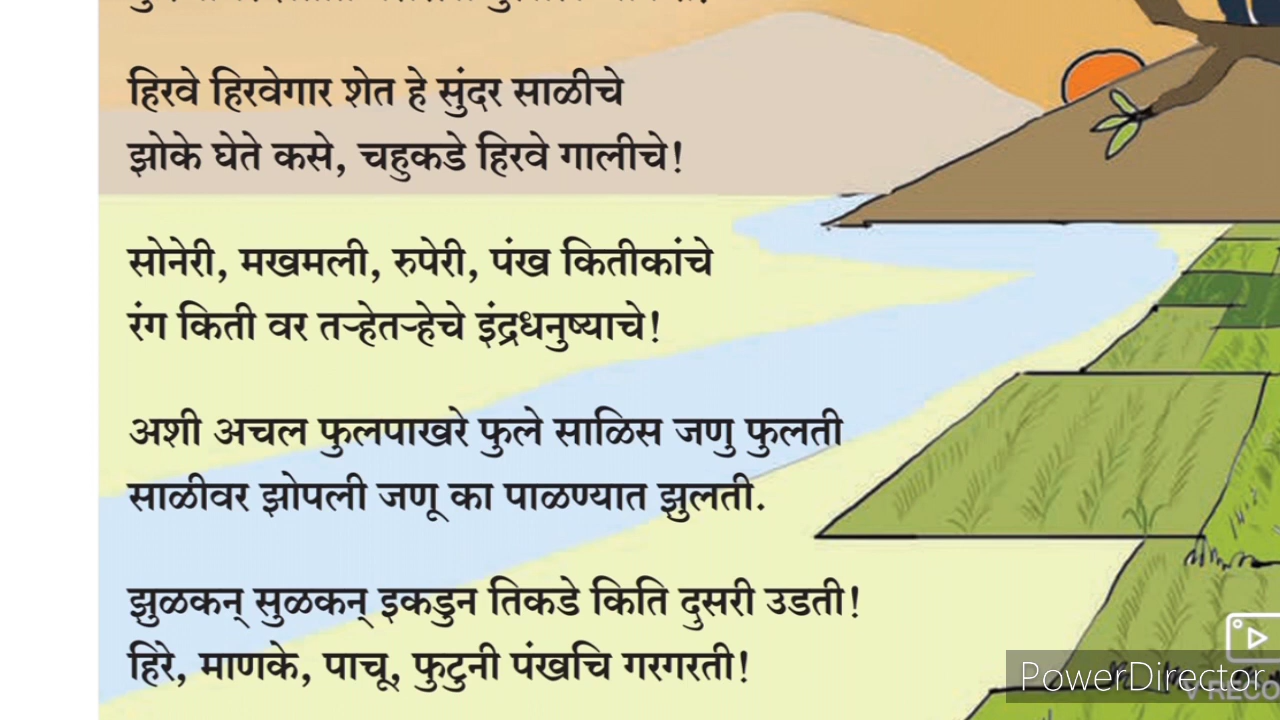 हिरवे हिरवेगार शेत हे सुंदर साळीचे
झोके घेते कसे, चहुकडे हिरवे गालीचे!
सोनेरी, मखमली, रुपेरी, पंख कितीकांचे
रंग किती वर तऱ्हेतऱ्हेचे इंद्रधनुष्याचे!
अशी अचल फुलपाखरे फुले साळिस जणु फुलती
साळीवर झोपली जणू का पाळण्यात झुलती.
झुळकन् सुळकन् इकडुन तिकडे किति दुसरी उडती!
हिरे, माणके, पाचू, फुटुनी पंखचि गरगरती!
PowerDirector